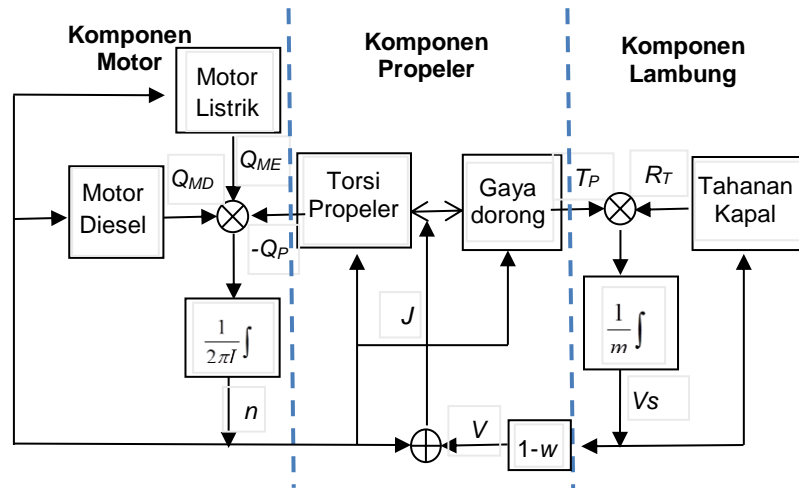 Komponen
Motor
Komponen
Propeler
Komponen
Lambung
Motor
Listrik
Q_ME
Q_MD
Motor
Diesel
Torsi
Propeler
Gaya
dorong
T_P
R_T
Tahanan
Kapal
-Q_P
1/2πI ∫
J
1/m ∫
n
V
1-w
Vs